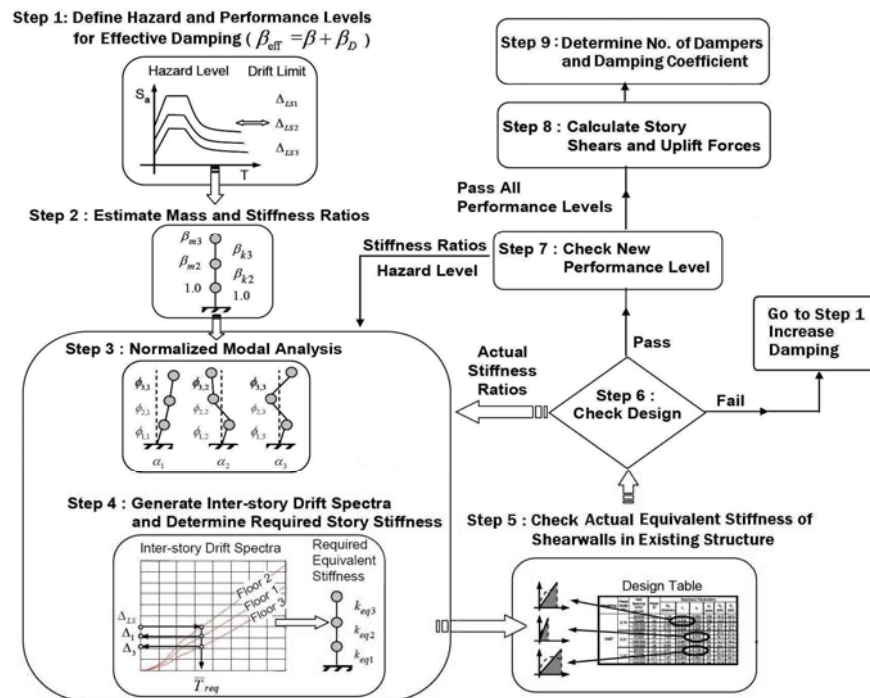 Step 1: Define Hazard and Performance Levels
for Effective Damping ( β_eff = β + β_D )
Hazard Level Drift Limit
S_a
Δ_LS1
Δ_LS2
Δ_LS3
T
Step 2 : Estimate Mass and Stiffness Ratios
β_m3
β_k3
β_m2
β_k2
1.0
1.0
Step 3 : Normalized Modal Analysis
ϕ_3,1 ϕ_3,2 ϕ_3,3
ϕ_2,1 ϕ_2,2 ϕ_2,3
ϕ_1,1 ϕ_1,2 ϕ_1,3
α_1 α_2 α_3
Step 4 : Generate Inter-story Drift Spectra
and Determine Required Story Stiffness
Inter-story Drift Spectra
Required
Equivalent
Stiffness
Floor 2
Floor 1
Floor 3
Δ_LS
Δ_1
Δ_3
T̅_req
k_eq3
k_eq2
k_eq1
Step 5 : Check Actual Equivalent Stiffness of
Shearwalls in Existing Structure
Design Table
Step 6 :
Check Design
Actual
Stiffness
Ratios
Pass
Fail
Go to Step 1
Increase
Damping
Step 7 : Check New
Performance Level
Stiffness Ratios
Hazard Level
Pass All
Performance Levels
Step 8 : Calculate Story
Shears and Uplift Forces
Step 9 : Determine No. of Dampers
and Damping Coefficient